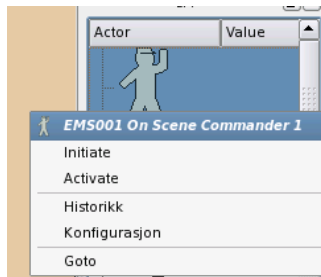 Actor
Value
EMS001 On Scene Commander 1
Initiate
Activate
Historikk
Konfigurasjon
Goto